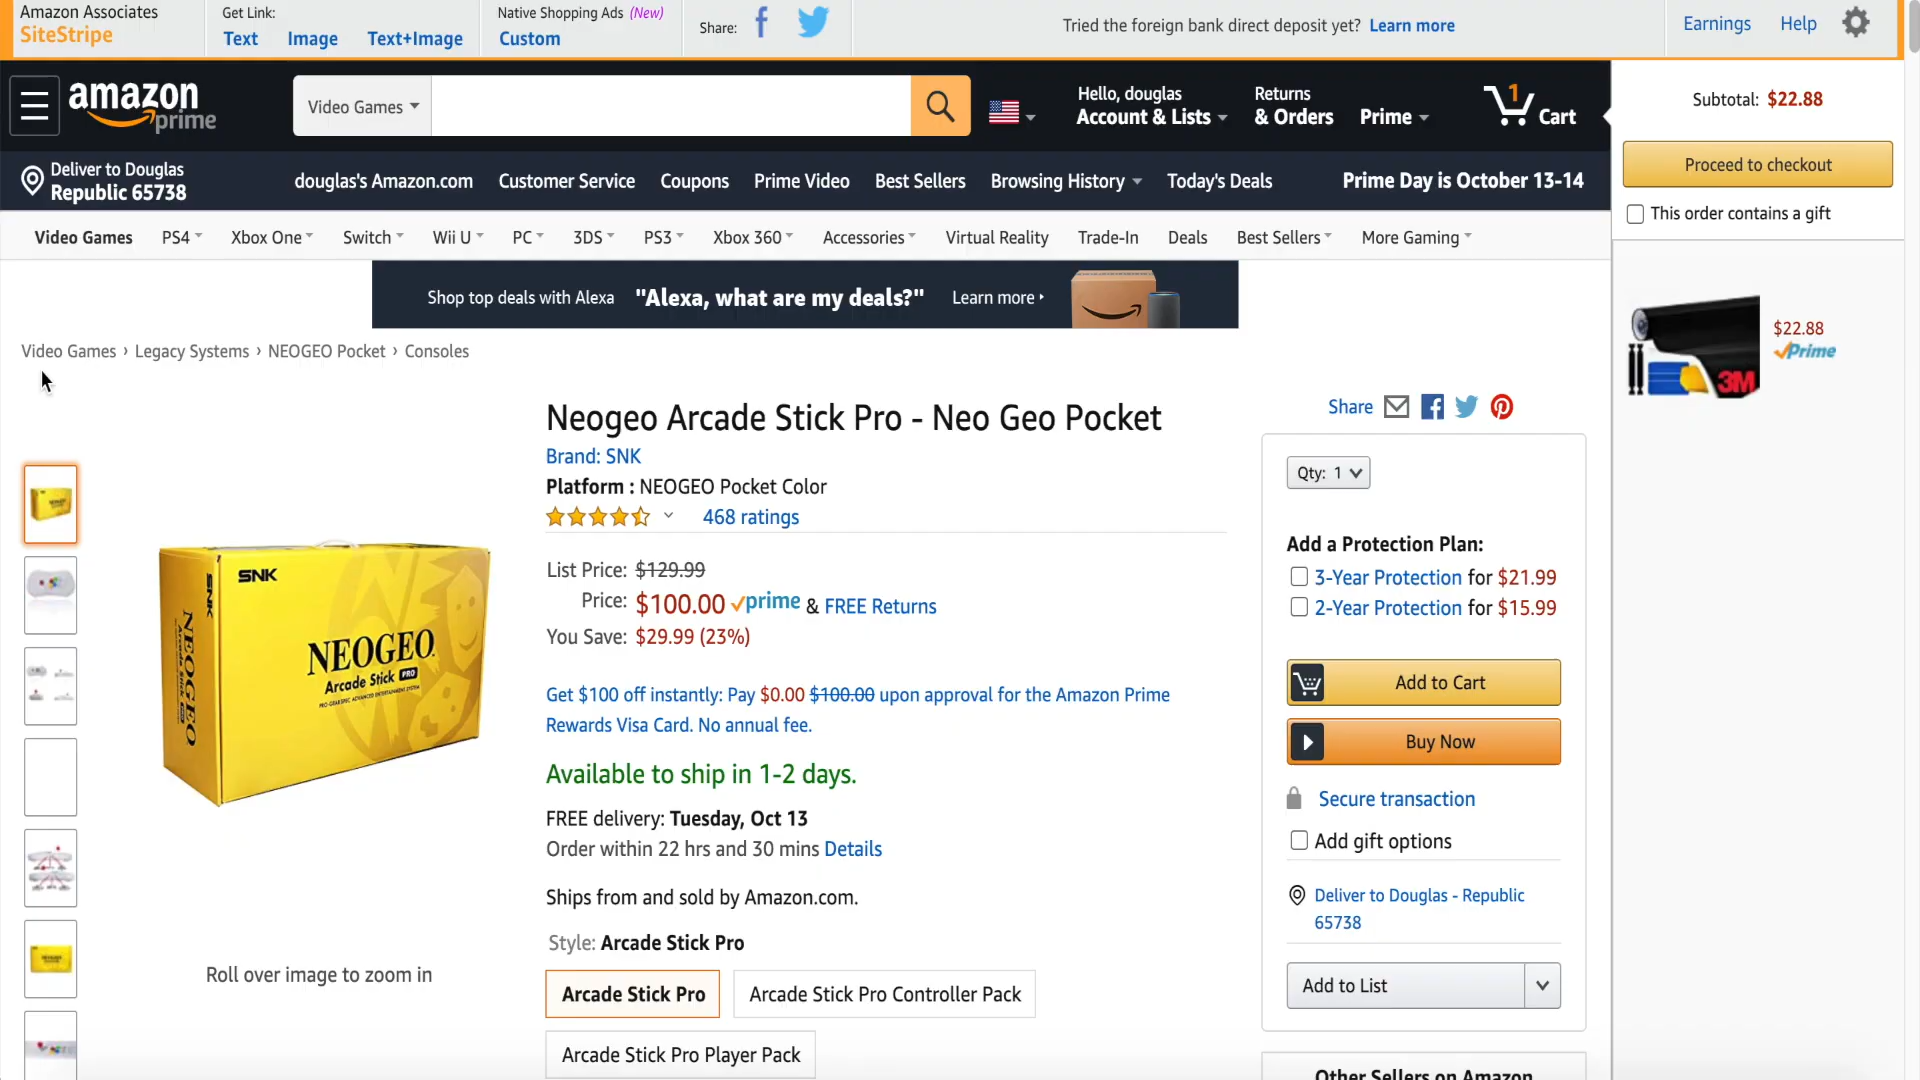 Amazon Associates
SiteStripe
Get Link:
Text Image Text+Image
Native Shopping Ads (New)
Custom
Share:
Tried the foreign bank direct deposit yet? Learn more
Earnings Help
amazon prime
Video Games
Hello, douglas
Account & Lists
Returns
& Orders
Prime
1
Cart
Subtotal: $22.88
Proceed to checkout
This order contains a gift
Deliver to Douglas
Republic 65738
douglas's Amazon.com Customer Service Coupons Prime Video Best Sellers Browsing History Today's Deals Prime Day is October 13-14
Video Games PS4 Xbox One Switch Wii U PC 3DS PS3 Xbox 360 Accessories Virtual Reality Trade-In Deals Best Sellers More Gaming
Shop top deals with Alexa "Alexa, what are my deals?" Learn more
$22.88
Prime
3M
Video Games › Legacy Systems › NEOGEO Pocket › Consoles
Neogeo Arcade Stick Pro - Neo Geo Pocket
Brand: SNK
Platform : NEOGEO Pocket Color
468 ratings
List Price: $129.99
Price: $100.00 prime & FREE Returns
You Save: $29.99 (23%)
Get $100 off instantly: Pay $0.00 $100.00 upon approval for the Amazon Prime
Rewards Visa Card. No annual fee.
Available to ship in 1-2 days.
FREE delivery: Tuesday, Oct 13
Order within 22 hrs and 30 mins Details
Ships from and sold by Amazon.com.
Style: Arcade Stick Pro
Arcade Stick Pro
Arcade Stick Pro Controller Pack
Arcade Stick Pro Player Pack
SNK
SNK
NEOGEO
Arcade Stick PRO
NEOGEO
Arcade Stick PRO
PRO-GEARSPEC ADVANCED ENTERTAINMENT SYSTEM
Roll over image to zoom in
Share
Qty: 1
Add a Protection Plan:
3-Year Protection for $21.99
2-Year Protection for $15.99
Add to Cart
Buy Now
Secure transaction
Add gift options
Deliver to Douglas - Republic
65738
Add to List
Other Sellers on Amazon